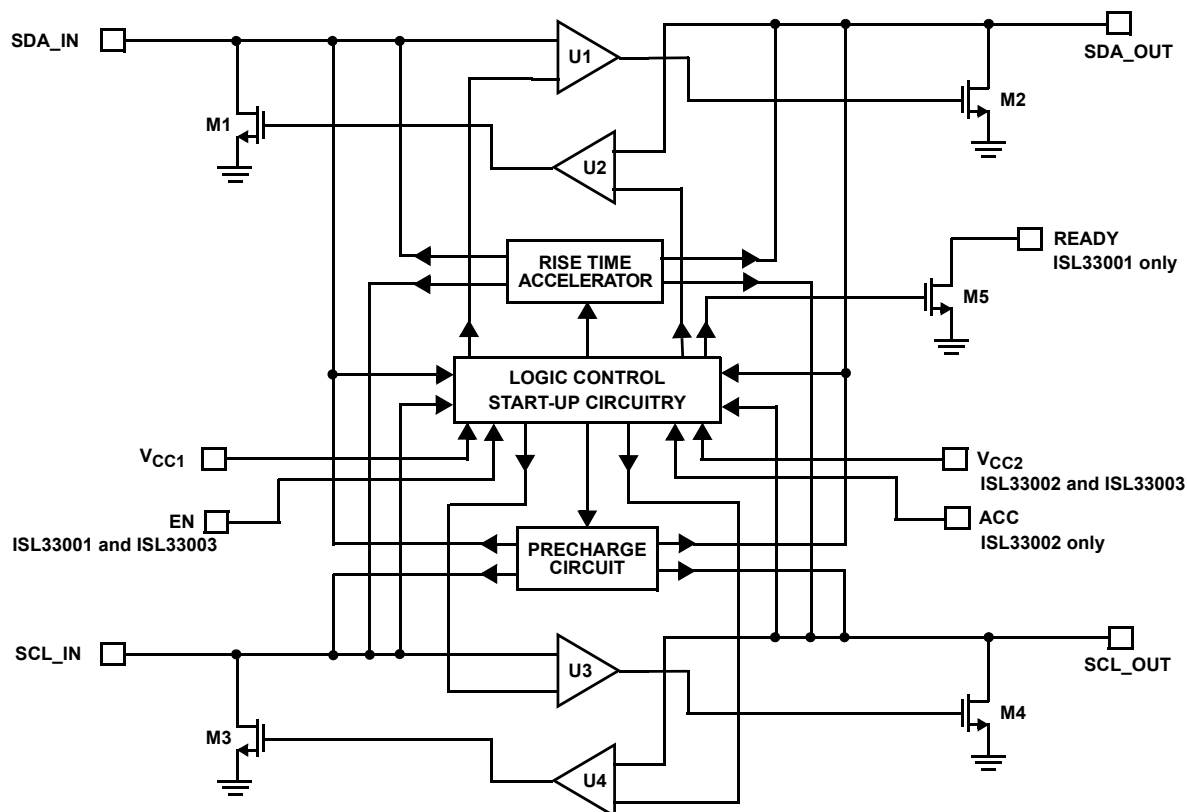 SDA_IN
SDA_OUT
U1
M2
M1
U2
RISE TIME
ACCELERATOR
READY
ISL33001 only
M5
LOGIC CONTROL
START-UP CIRCUITRY
VCC1
VCC2
ISL33002 and ISL33003
EN
ISL33001 and ISL33003
ACC
ISL33002 only
PRECHARGE
CIRCUIT
SCL_IN
SCL_OUT
U3
M4
M3
U4